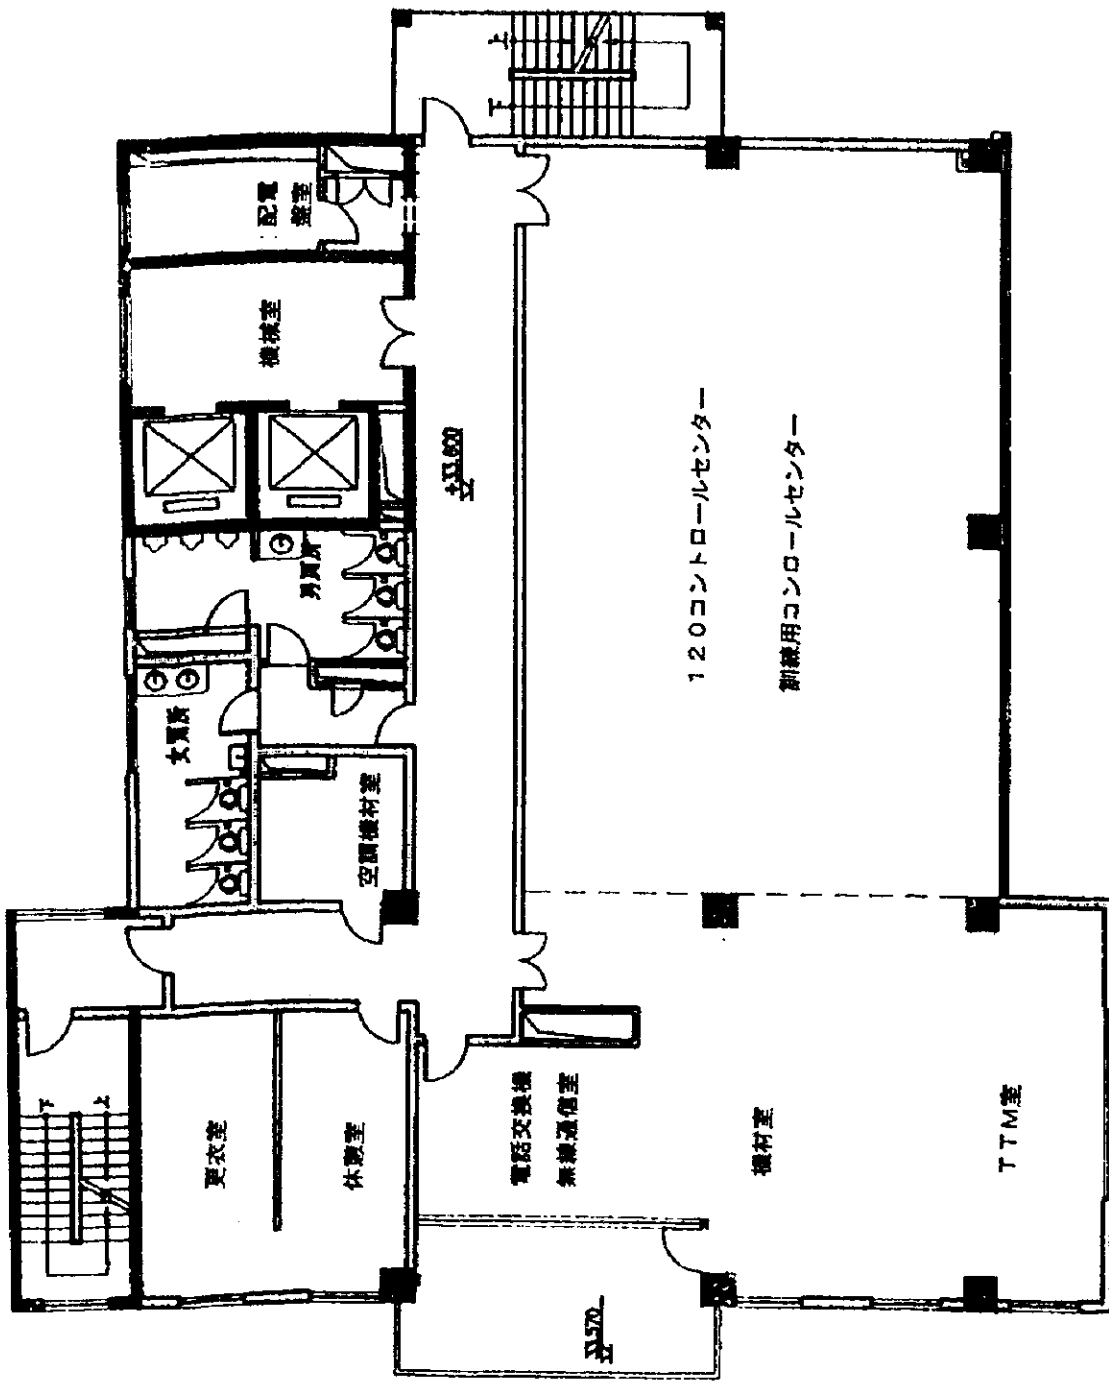 上
下
配電
盤室
機械室
+33.600
120コントロールセンター
訓練用コンロールセンター
男厠所
女厠所
空調機材室
下
上
更衣室
休憩室
電話交換機
無線通信室
機材室
TTM室
33.570